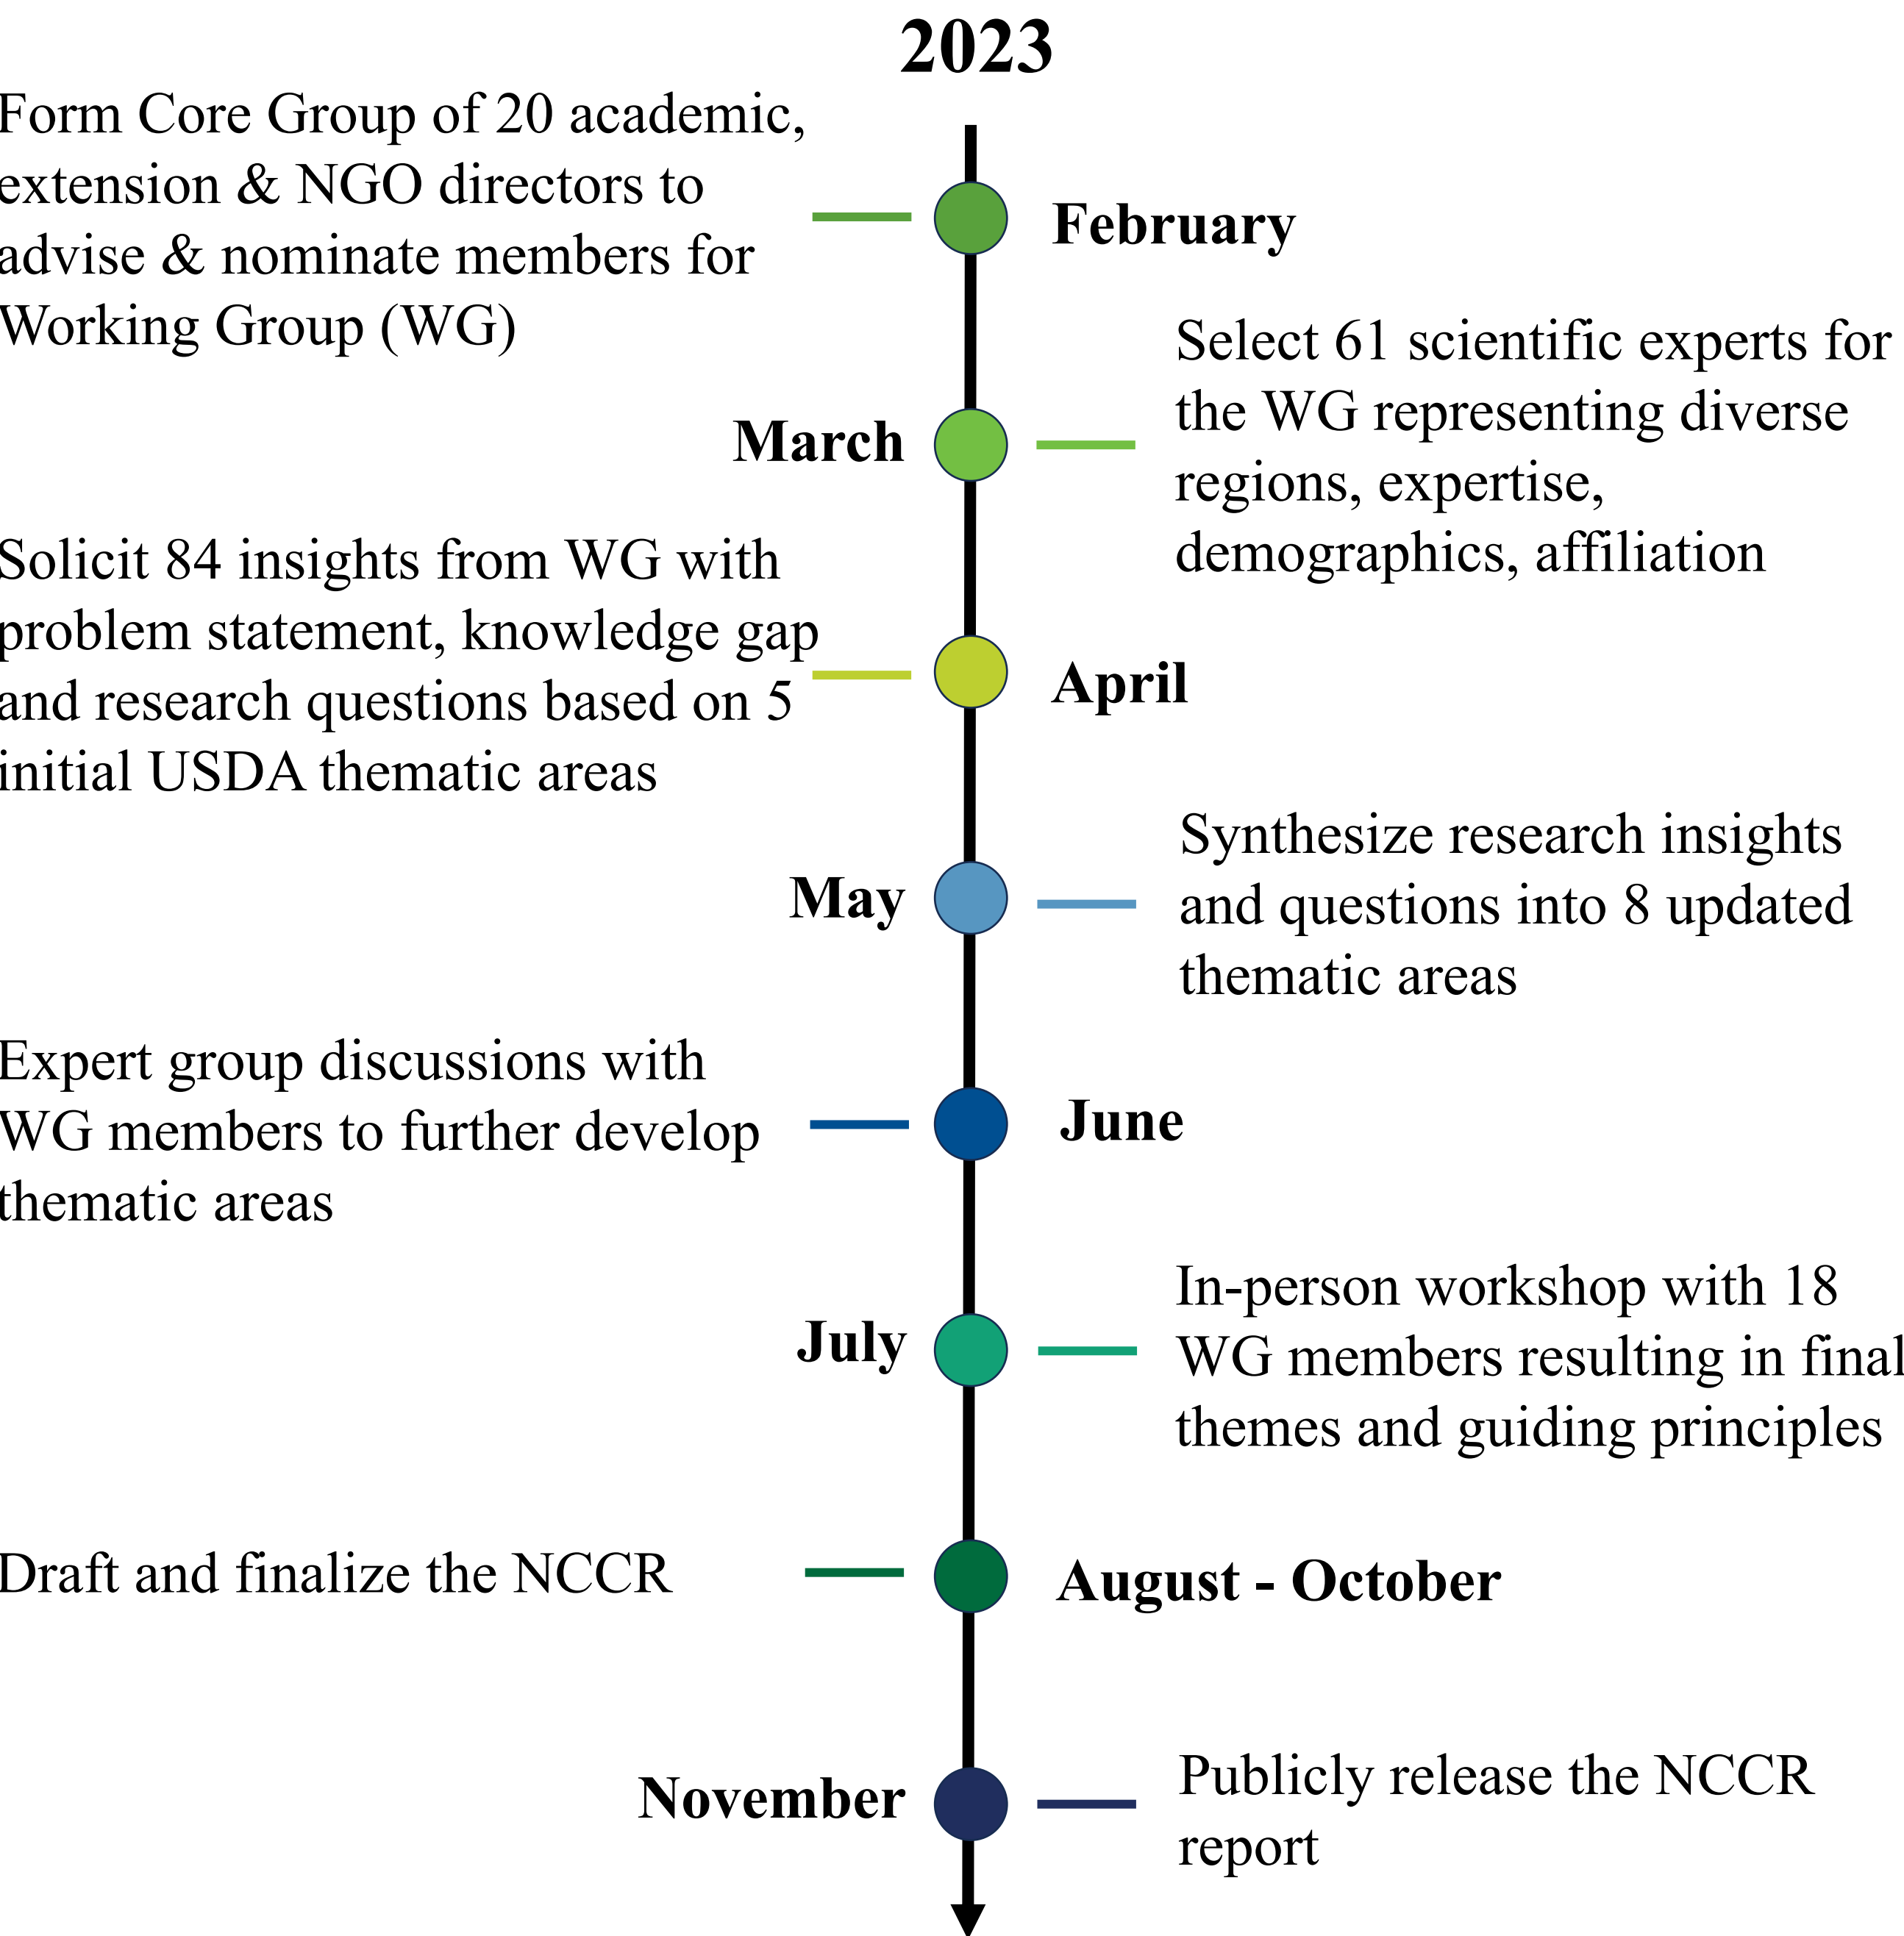 2023
Form Core Group of 20 academic,
extension & NGO directors to
advise & nominate members for
Working Group (WG)
February
March
Select 61 scientific experts for
the WG representing diverse
regions, expertise,
demographics, affiliation
Solicit 84 insights from WG with
problem statement, knowledge gap
and research questions based on 5
initial USDA thematic areas
April
May
Synthesize research insights
and questions into 8 updated
thematic areas
Expert group discussions with
WG members to further develop
thematic areas
June
July
In-person workshop with 18
WG members resulting in final
themes and guiding principles
Draft and finalize the NCCR
August - October
November
Publicly release the NCCR
report